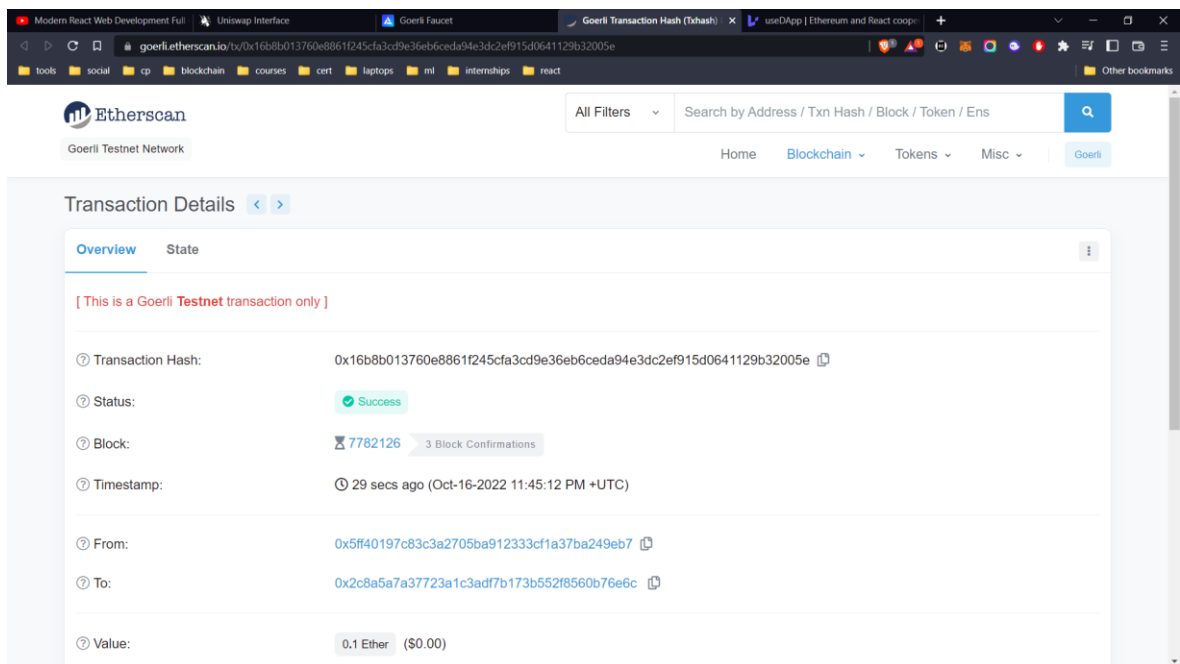 Modern React Web Development Full Uniswap Interface Goerli Faucet Goerli Transaction Hash (Txhash) useDApp | Ethereum and React coope
goerli.etherscan.io/tx/0x16b8b013760e8861f245cfa3cd9e36eb6ceda94e3dc2ef915d0641129b32005e
tools social cp blockchain courses cert laptops ml internships react Other bookmarks
Etherscan
All Filters Search by Address / Txn Hash / Block / Token / Ens
Goerli Testnet Network
Home Blockchain Tokens Misc Goerli
Transaction Details
Overview State
[ This is a Goerli Testnet transaction only ]
Transaction Hash: 0x16b8b013760e8861f245cfa3cd9e36eb6ceda94e3dc2ef915d0641129b32005e
Status: Success
Block: 7782126 3 Block Confirmations
Timestamp: 29 secs ago (Oct-16-2022 11:45:12 PM +UTC)
From: 0x5ff40197c83c3a2705ba912333cf1a37ba249eb7
To: 0x2c8a5a7a37723a1c3adf7b173b552f8560b76e6c
Value: 0.1 Ether ($0.00)